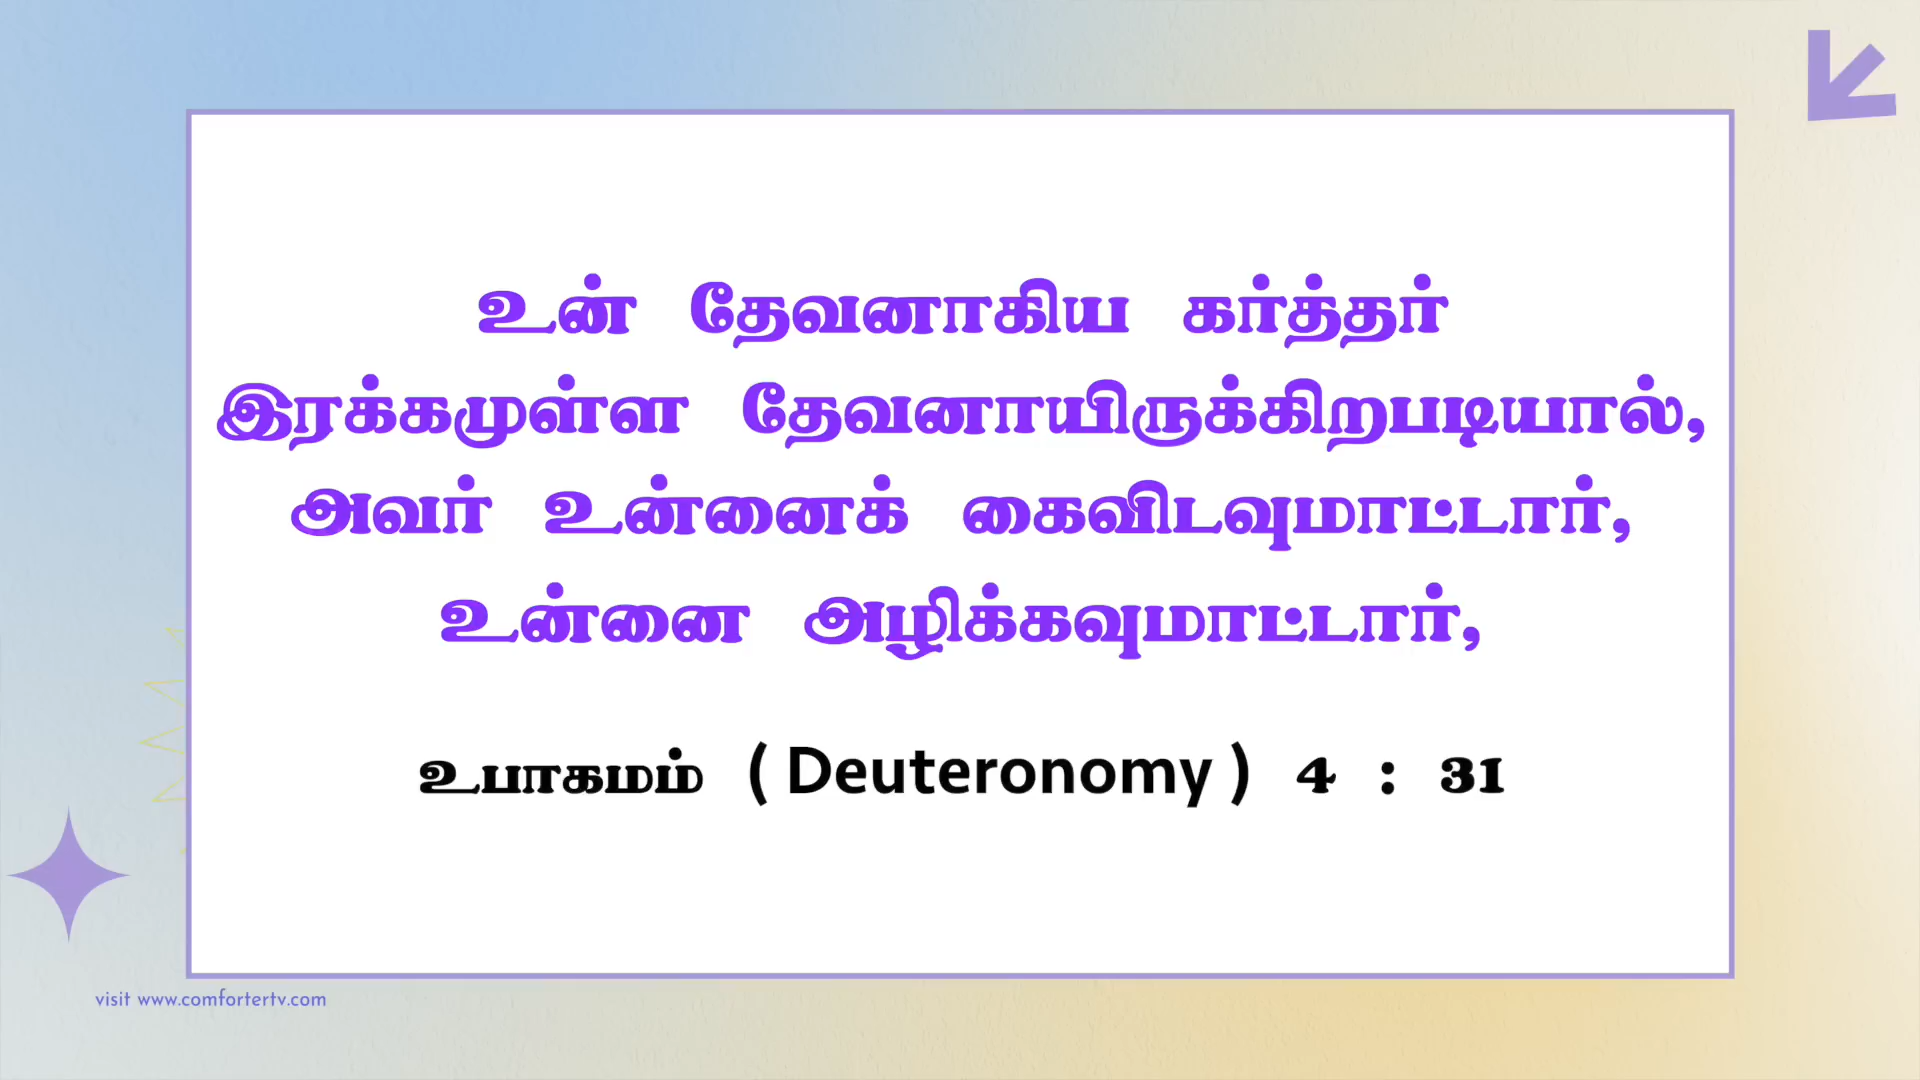 உன் தேவனாகிய கர்த்தர்
இரக்கமுள்ள தேவனாயிருக்கிறபடியால்,
அவர் உன்னைக் கைவிடவுமாட்டார்,
உன்னை அழிக்கவுமாட்டார்,
உபாகமம் ( Deuteronomy ) 4 : 31
visit www.comfortertv.com